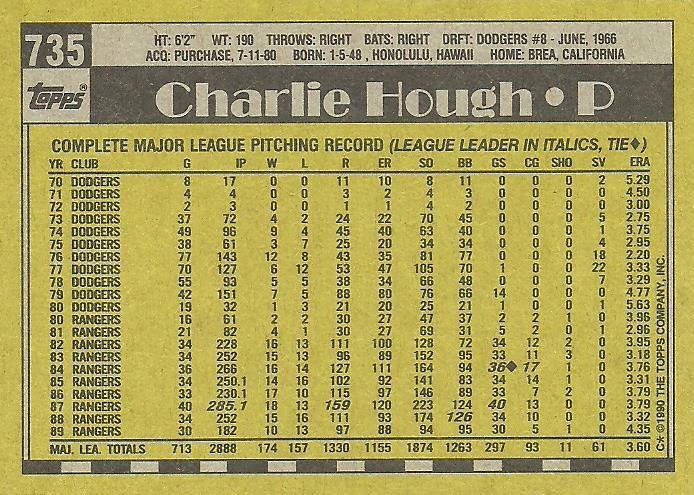 735
HT: 6'2" WT: 190 THROWS: RIGHT BATS: RIGHT DRFT: DODGERS #8 - JUNE, 1966
ACQ: PURCHASE, 7-11-80 BORN: 1-5-48 , HONOLULU, HAWAII HOME: BREA, CALIFORNIA
Topps®
Charlie Hough • P
COMPLETE MAJOR LEAGUE PITCHING RECORD (LEAGUE LEADER IN ITALICS, TIE♦)
YR CLUB G IP W L R ER SO BB GS CG SHO SV ERA
70 DODGERS 8 17 0 0 11 10 8 11 0 0 0 2 5.29
71 DODGERS 4 4 0 0 3 2 4 3 0 0 0 0 4.50
72 DODGERS 2 3 0 0 1 1 4 2 0 0 0 0 3.00
73 DODGERS 37 72 4 2 24 22 70 45 0 0 0 5 2.75
74 DODGERS 49 96 9 4 45 40 63 40 0 0 0 1 3.75
75 DODGERS 38 61 3 7 25 20 34 34 0 0 0 4 2.95
76 DODGERS 77 143 12 8 43 35 81 77 0 0 0 18 2.20
77 DODGERS 70 127 6 12 53 47 105 70 1 0 0 22 3.33
78 DODGERS 55 93 5 5 38 34 66 48 0 0 0 7 3.29
79 DODGERS 42 151 7 5 88 80 76 66 14 0 0 0 4.77
80 DODGERS 19 32 1 3 21 20 25 21 1 0 0 1 5.63
80 RANGERS 16 61 2 2 30 27 47 37 2 2 1 0 3.96
81 RANGERS 21 82 4 1 30 27 69 31 5 2 0 1 2.96
82 RANGERS 34 228 16 13 111 100 128 72 34 12 2 0 3.95
83 RANGERS 34 252 15 13 96 89 152 95 33 11 3 0 3.18
84 RANGERS 36 266 16 14 127 111 164 94 36♦ 17 1 0 3.76
85 RANGERS 34 250.1 14 16 102 92 141 83 34 14 1 0 3.31
86 RANGERS 33 230.1 17 10 115 97 146 89 33 7 2 0 3.79
87 RANGERS 40 285.1 18 13 159 120 223 124 40 13 0 0 3.79
88 RANGERS 34 252 15 16 111 93 174 126 34 10 0 0 3.32
89 RANGERS 30 182 10 13 97 88 94 95 30 5 1 0 4.35
MAJ. LEA. TOTALS 713 2888 174 157 1330 1155 1874 1263 297 93 11 61 3.60
C* ©1990 THE TOPPS COMPANY, INC.